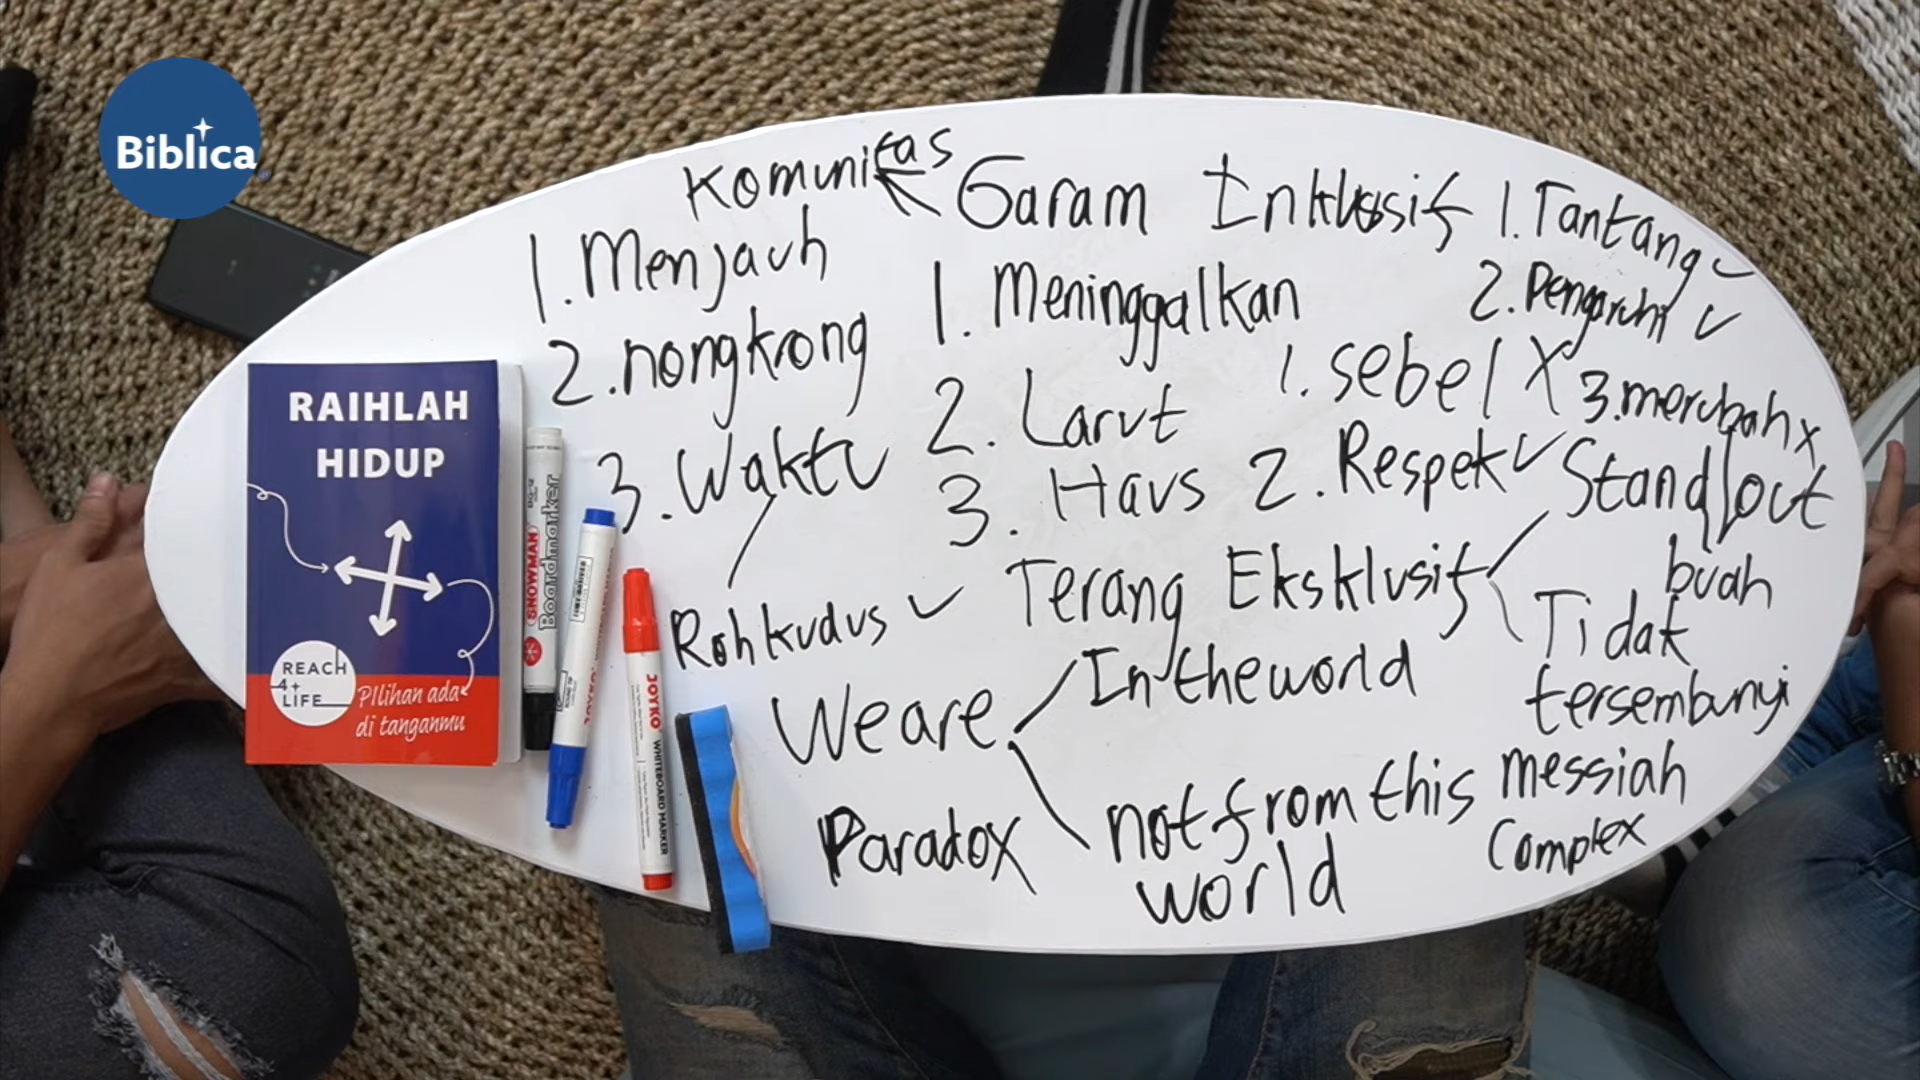 Biblica
Komunitas
Garam Inklusif
1. Tantang
2. Pengaruhi
3. merubah x
1. Menjauh
2. nongkrong
3. Waktu
Rohkudus
1. Meninggalkan
2. Larut
3. Haus
1. sebel X
2. Respek
Terang Eksklusif
Stand out
buah
Tidak
tersembunyi
We are
In the world
not from this
world
Paradox
messiah
complex
RAIHLAH
HIDUP
REACH
4+
LIFE
Pilihan ada
di tanganmu
SNOWMAN
Boardmarker
JOYKO
WHITEBOARD MARKER